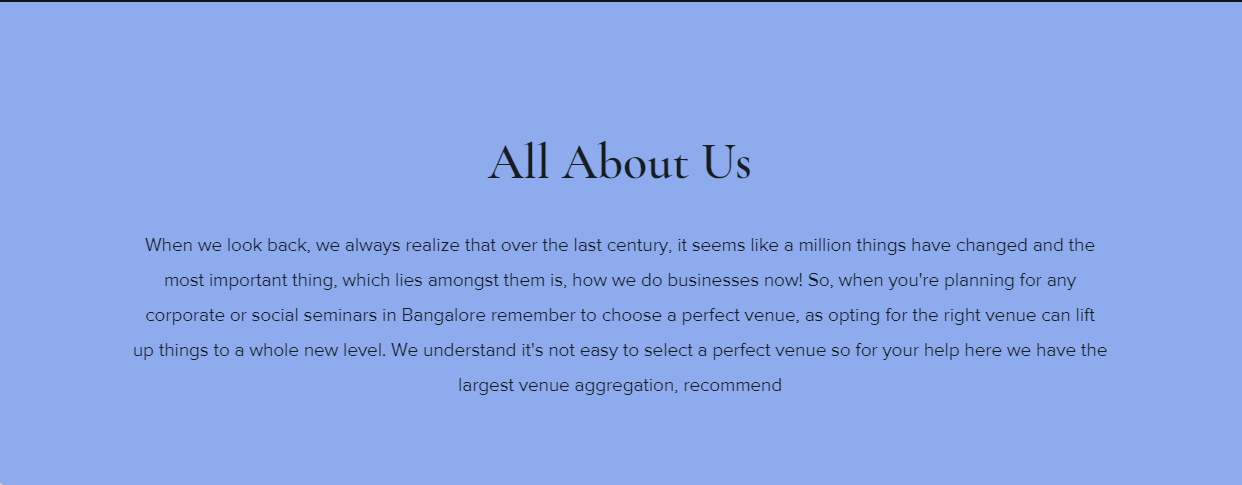 All About Us
When we look back, we always realize that over the last century, it seems like a million things have changed and the
most important thing, which lies amongst them is, how we do businesses now! So, when you're planning for any
corporate or social seminars in Bangalore remember to choose a perfect venue, as opting for the right venue can lift
up things to a whole new level. We understand it's not easy to select a perfect venue so for your help here we have the
largest venue aggregation, recommend